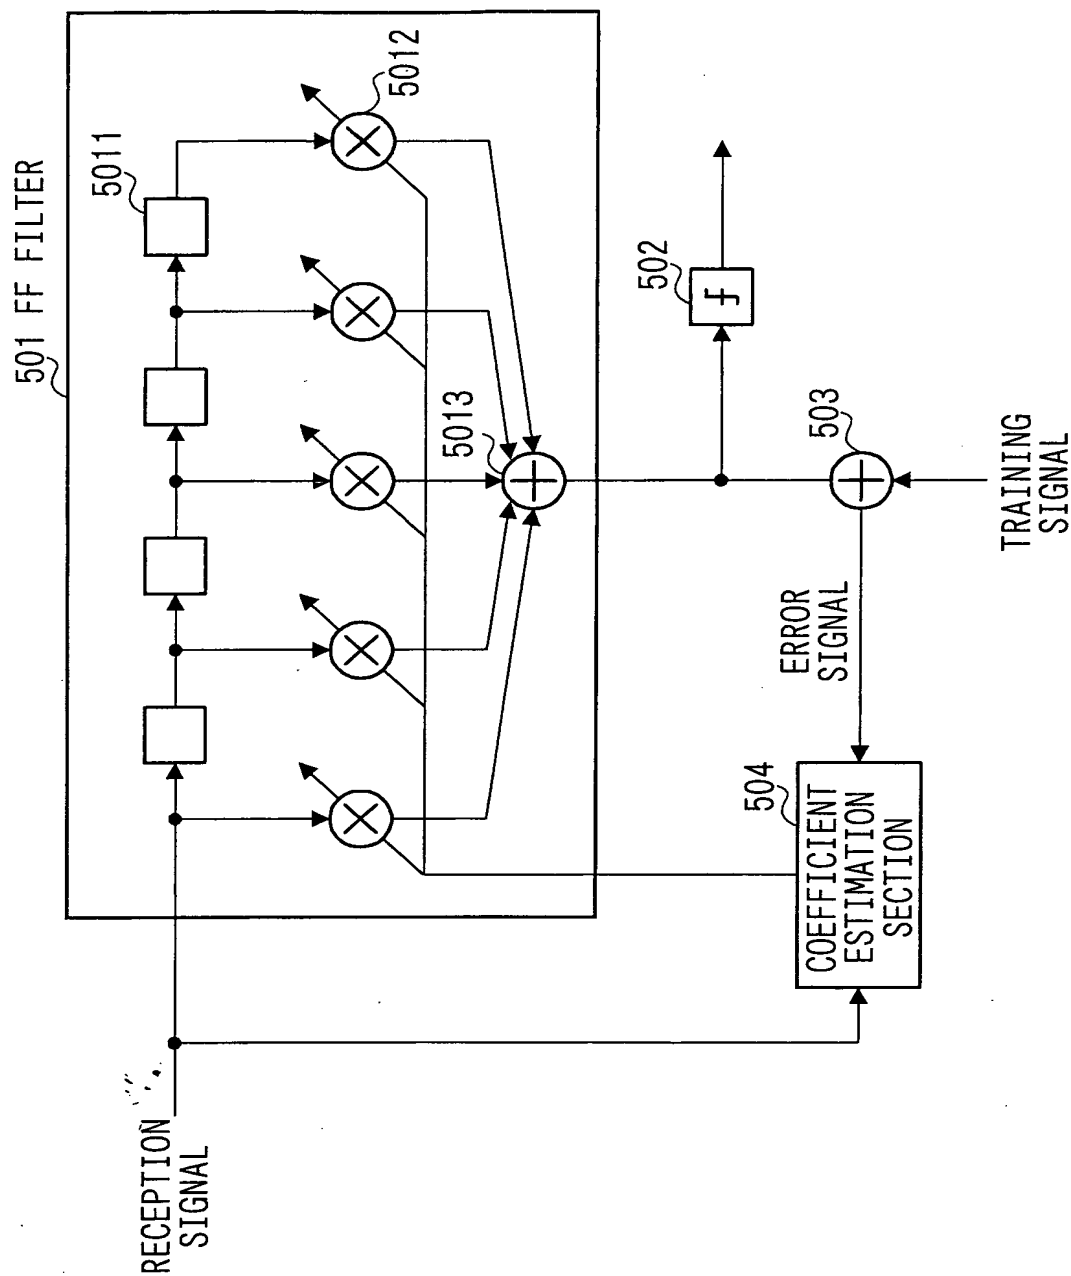 501 FF FILTER
5011
5012
5013
502
503
504
RECEPTION
SIGNAL
COEFFICIENT
ESTIMATION
SECTION
ERROR
SIGNAL
TRAINING
SIGNAL